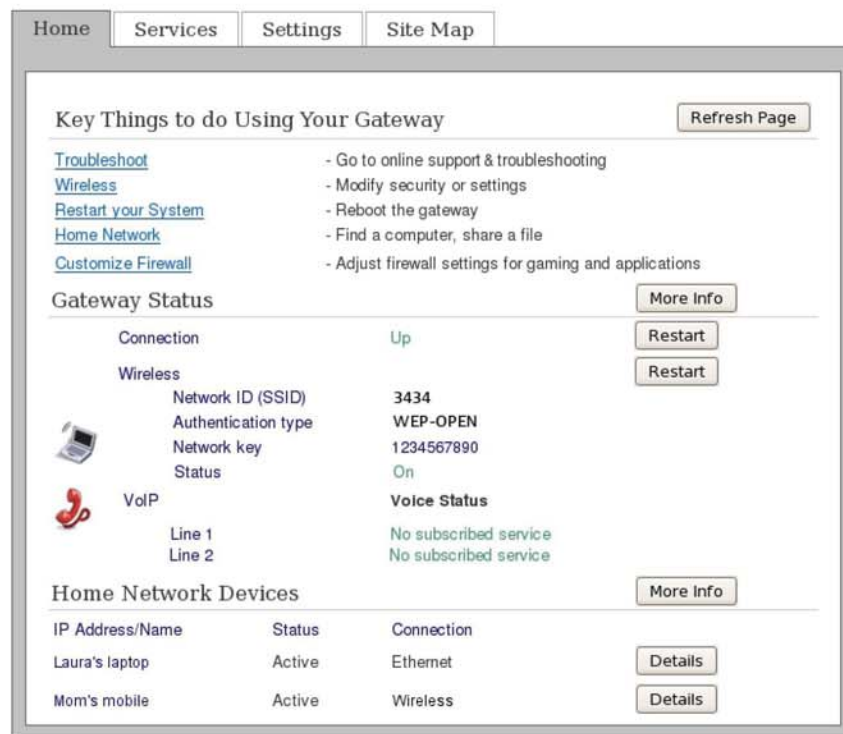 Home Services Settings Site Map
Key Things to do Using Your Gateway Refresh Page
Troubleshoot - Go to online support & troubleshooting
Wireless - Modify security or settings
Restart your System - Reboot the gateway
Home Network - Find a computer, share a file
Customize Firewall - Adjust firewall settings for gaming and applications
Gateway Status More Info
Connection Up Restart
Wireless Restart
Network ID (SSID) 3434
Authentication type WEP-OPEN
Network key 1234567890
Status On
VoIP Voice Status
Line 1 No subscribed service
Line 2 No subscribed service
Home Network Devices More Info
IP Address/Name Status Connection
Laura's laptop Active Ethernet Details
Mom's mobile Active Wireless Details